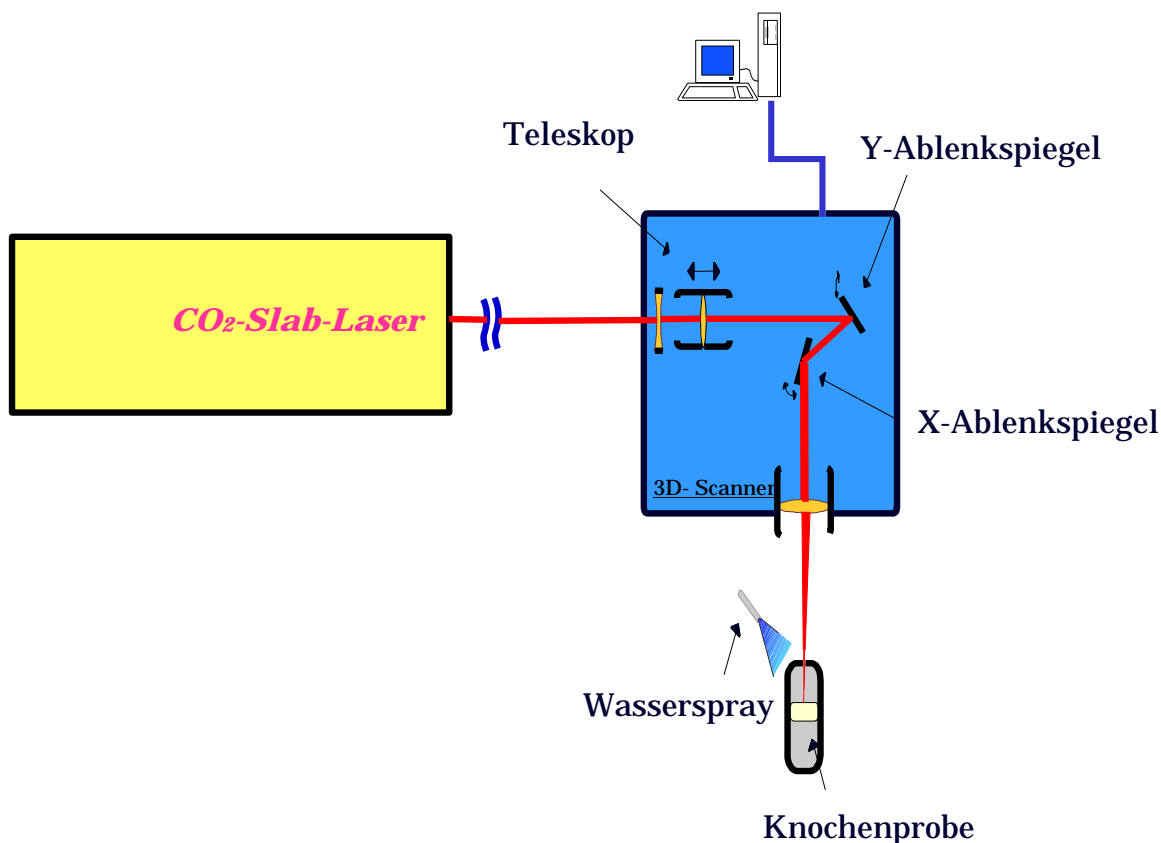 Teleskop
Y-Ablenkspiegel
CO₂-Slab-Laser
X-Ablenkspiegel
3D- Scanner
Wasserspray
Knochenprobe